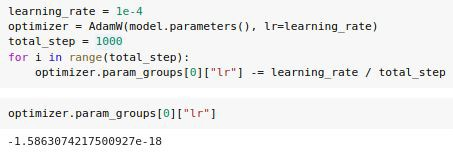 learning_rate = 1e-4
optimizer = AdamW(model.parameters(), lr=learning_rate)
total_step = 1000
for i in range(total_step):
    optimizer.param_groups[0]["lr"] -= learning_rate / total_step
optimizer.param_groups[0]["lr"]
-1.5863074217500927e-18